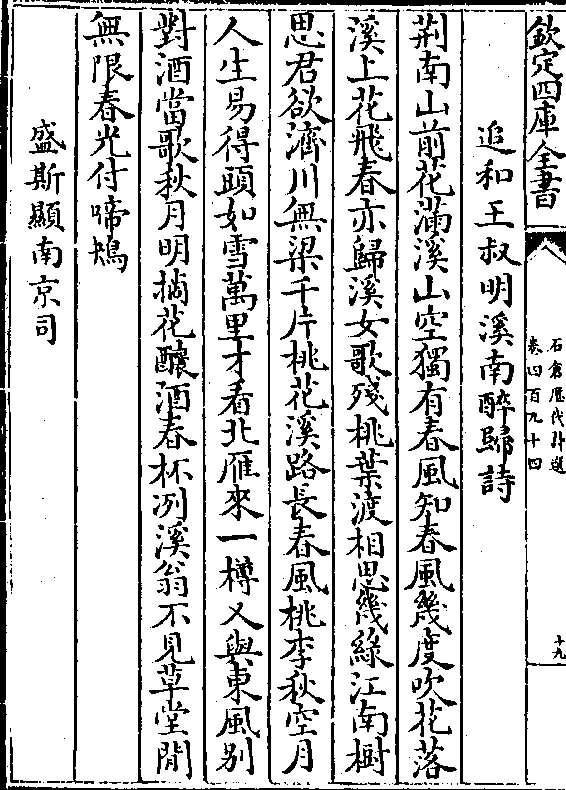 欽定四庫全書
石倉歷代詩選
卷四百九十四
十九
追和王叔明溪南醉歸詩
荆南山前花滿溪山空獨有春風知春風幾度吹花落
溪上花飛春亦歸溪女歌殘桃葉渡相思幾綠江南樹
思君欲濟川無梁千片桃花溪路長春風桃李秋空月
人生易得頭如雪萬里才看北雁來一樽又與東風别
對酒當歌秋月明摘花釀酒春杯冽溪翁不見草堂閒
無限春光付啼鴂
盛斯顯南京司